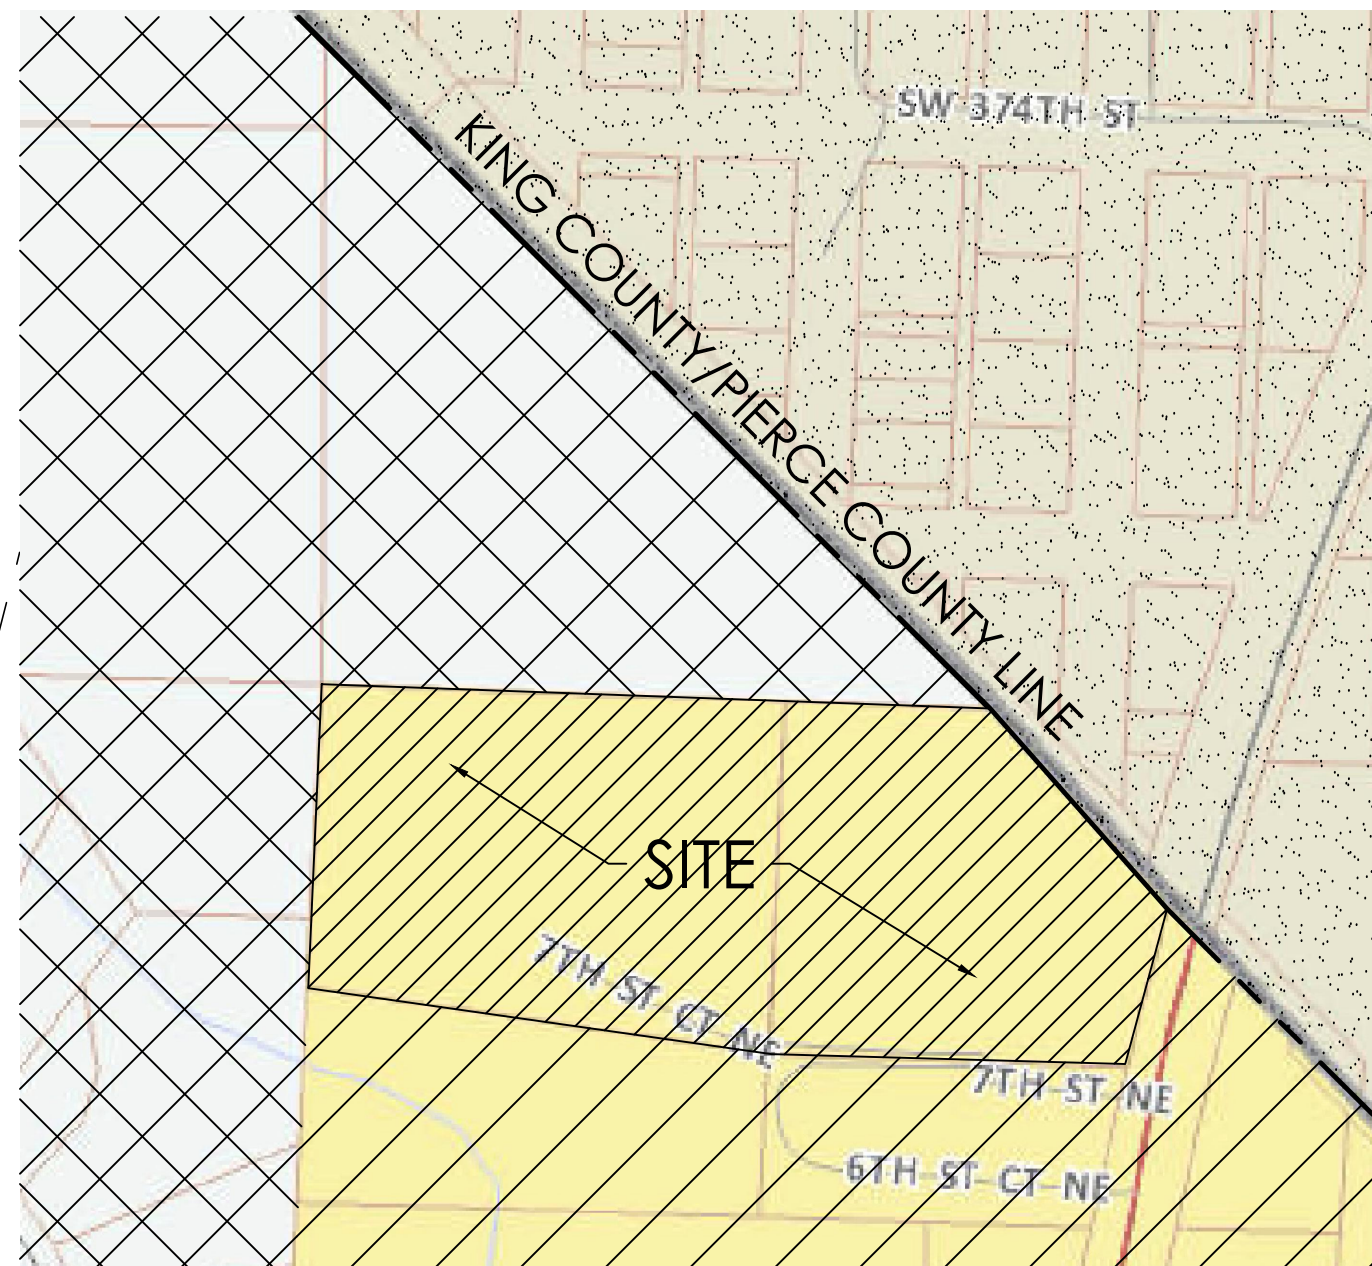 SW 374TH ST
KING COUNTY/PIERCE COUNTY LINE
SITE
7TH ST CT NE
7TH ST NE
6TH ST CT NE